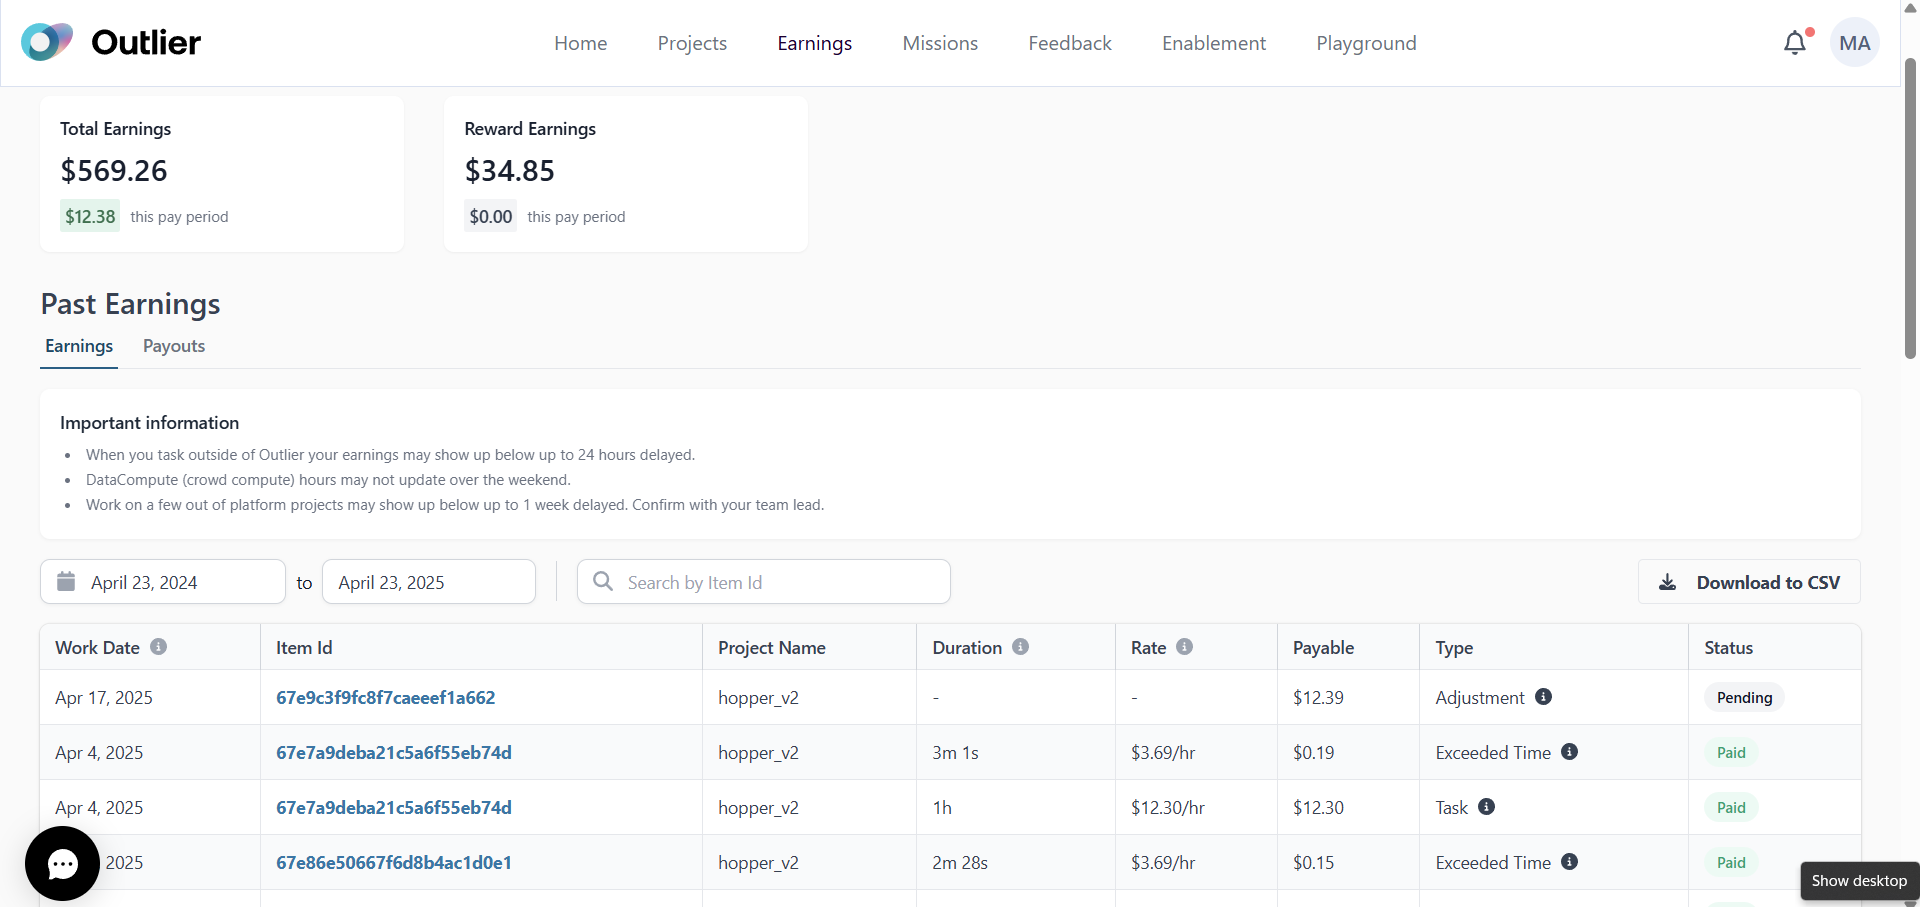 Outlier
Home Projects Earnings Missions Feedback Enablement Playground MA
Total Earnings
$569.26
$12.38 this pay period
Reward Earnings
$34.85
$0.00 this pay period
Past Earnings
Earnings Payouts
Important information
• When you task outside of Outlier your earnings may show up below up to 24 hours delayed.
• DataCompute (crowd compute) hours may not update over the weekend.
• Work on a few out of platform projects may show up below up to 1 week delayed. Confirm with your team lead.
April 23, 2024 to April 23, 2025 Search by Item Id Download to CSV
Work Date Item Id Project Name Duration Rate Payable Type Status
Apr 17, 2025 67e9c3f9fc8f7caeeef1a662 hopper_v2 - - $12.39 Adjustment Pending
Apr 4, 2025 67e7a9deba21c5a6f55eb74d hopper_v2 3m 1s $3.69/hr $0.19 Exceeded Time Paid
Apr 4, 2025 67e7a9deba21c5a6f55eb74d hopper_v2 1h $12.30/hr $12.30 Task Paid
2025 67e86e50667f6d8b4ac1d0e1 hopper_v2 2m 28s $3.69/hr $0.15 Exceeded Time Paid
Show desktop